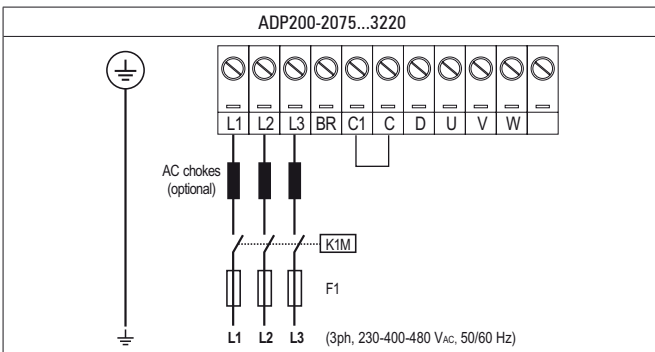 ADP200-2075...3220
L1 L2 L3 BR C1 C D U V W
AC chokes
(optional)
K1M
F1
L1 L2 L3 (3ph, 230-400-480 VAC, 50/60 Hz)